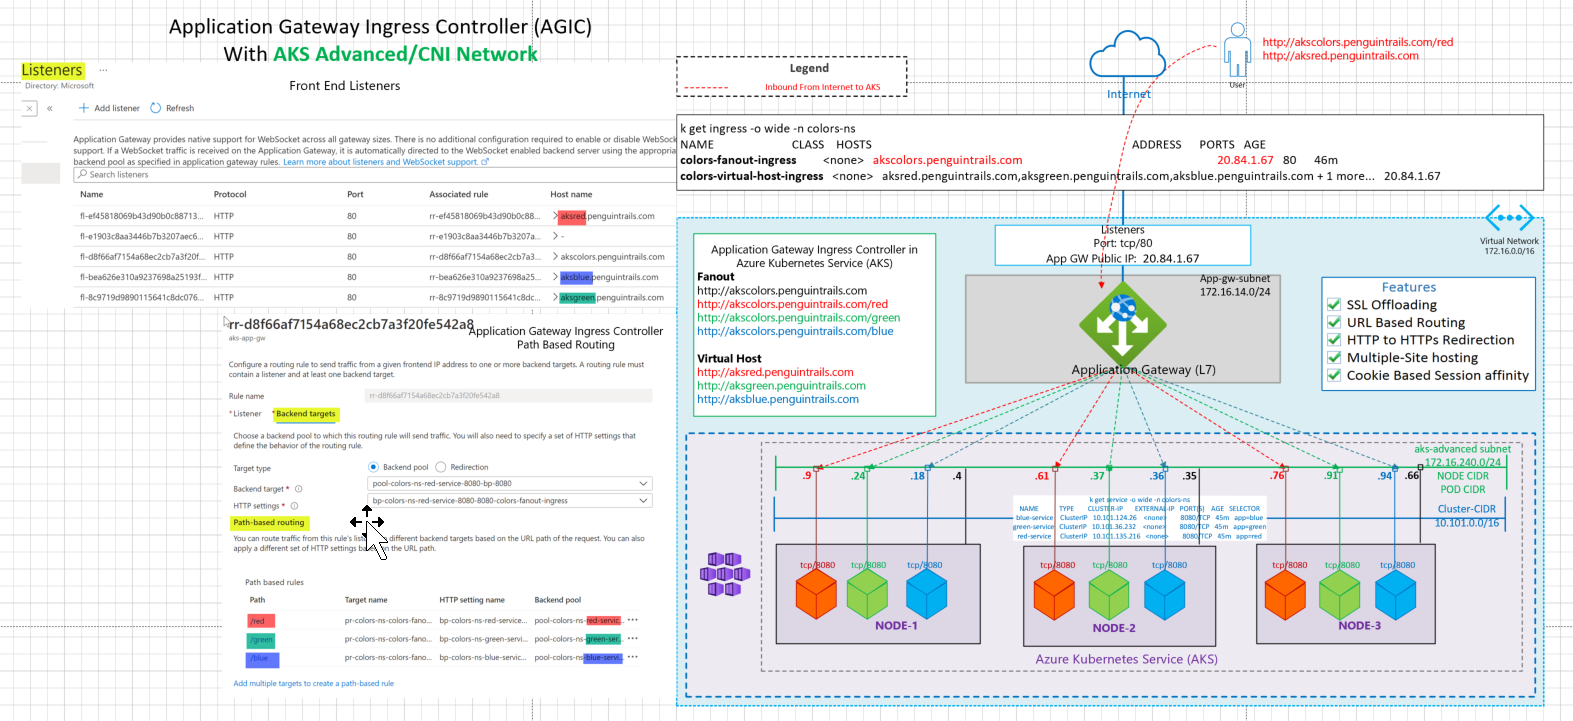 Application Gateway Ingress Controller (AGIC)
With AKS Advanced/CNI Network
Listeners
...
Directory: Microsoft
Front End Listeners
Add listener
Refresh
Application Gateway provides native support for WebSocket across all gateway sizes. There is no additional configuration required to enable or disable WebSock
support. If a WebSocket traffic is received on the Application Gateway, it is automatically directed to the WebSocket enabled backend server using the appropria
backend pool as specified in application gateway rules. Learn more about listeners and WebSocket support.
Search listeners
Name Protocol Port Associated rule Host name
fl-ef45818069b43d90b0c88713... HTTP 80 rr-ef45818069b43d90b0c88... aksred.penguintrails.com
fl-e1903c8aa3446b7b3207aec6... HTTP 80 rr-e1903c8aa3446b7b3207a... -
fl-d8f66af7154a68ec2cb7a3f20f... HTTP 80 rr-d8f66af7154a68ec2cb7a3... akscolors.penguintrails.com
fl-bea626e310a9237698a25193f... HTTP 80 rr-bea626e310a9237698a25... aksblue.penguintrails.com
fl-8c9719d9890115641c8dc076... HTTP 80 rr-8c9719d9890115641c8dc... aksgreen.penguintrails.com
rr-d8f66af7154a68ec2cb7a3f20fe542a8
aks-app-gw
Application Gateway Ingress Controller
Path Based Routing
Configure a routing rule to send traffic from a given frontend IP address to one or more backend targets. A routing rule must
contain a listener and at least one backend target.
Rule name
rr-d8f66af7154a68ec2cb7a3f20fe542a8
* Listener * Backend targets
Choose a backend pool to which this routing rule will send traffic. You will also need to specify a set of HTTP settings that
define the behavior of the routing rule.
Target type Backend pool Redirection
Backend target * pool-colors-ns-red-service-8080-bp-8080
HTTP settings * bp-colors-ns-red-service-8080-8080-colors-fanout-ingress
Path-based routing
You can route traffic from this rule's lis different backend targets based on the URL path of the request. You can also
apply a different set of HTTP settings based on the URL path.
Path based rules
Path Target name HTTP setting name Backend pool
/red pr-colors-ns-colors-fano... bp-colors-ns-red-service... pool-colors-ns-red-servic... ...
/green pr-colors-ns-colors-fano... bp-colors-ns-green-servi... pool-colors-ns-green-ser... ...
/blue pr-colors-ns-colors-fano... bp-colors-ns-blue-servic... pool-colors-ns-blue-servi... ...
Add multiple targets to create a path-based rule
Legend
Inbound From Internet to AKS
Internet
User
http://akscolors.penguintrails.com/red
http://aksred.penguintrails.com
k get ingress -o wide -n colors-ns
NAME CLASS HOSTS ADDRESS PORTS AGE
colors-fanout-ingress <none> akscolors.penguintrails.com 20.84.1.67 80 46m
colors-virtual-host-ingress <none> aksred.penguintrails.com,aksgreen.penguintrails.com,aksblue.penguintrails.com + 1 more... 20.84.1.67
Virtual Network
172.16.0.0/16
Listeners
Port: tcp/80
App GW Public IP: 20.84.1.67
Application Gateway Ingress Controller in
Azure Kubernetes Service (AKS)
Fanout
http://akscolors.penguintrails.com
http://akscolors.penguintrails.com/red
http://akscolors.penguintrails.com/green
http://akscolors.penguintrails.com/blue
Virtual Host
http://aksred.penguintrails.com
http://aksgreen.penguintrails.com
http://aksblue.penguintrails.com
App-gw-subnet
172.16.14.0/24
Application Gateway (L7)
Features
SSL Offloading
URL Based Routing
HTTP to HTTPs Redirection
Multiple-Site hosting
Cookie Based Session affinity
aks-advanced subnet
172.16.240.0/24
NODE CIDR
POD CIDR
.9 .24 .18 .4 .61 .37 .36 .35 .76 .91 .94 .66
Cluster-CIDR
10.101.0.0/16
k get service -o wide -n colors-ns
NAME TYPE CLUSTER-IP EXTERNAL-IP PORT(S) AGE SELECTOR
blue-service ClusterIP 10.101.124.26 <none> 8080/TCP 45m app=blue
green-service ClusterIP 10.101.36.232 <none> 8080/TCP 45m app=green
red-service ClusterIP 10.101.135.216 <none> 8080/TCP 45m app=red
tcp/8080 tcp/8080 tcp/8080 tcp/8080 tcp/8080 tcp/8080 tcp/8080 tcp/8080 tcp/8080
NODE-1
NODE-2
NODE-3
Azure Kubernetes Service (AKS)